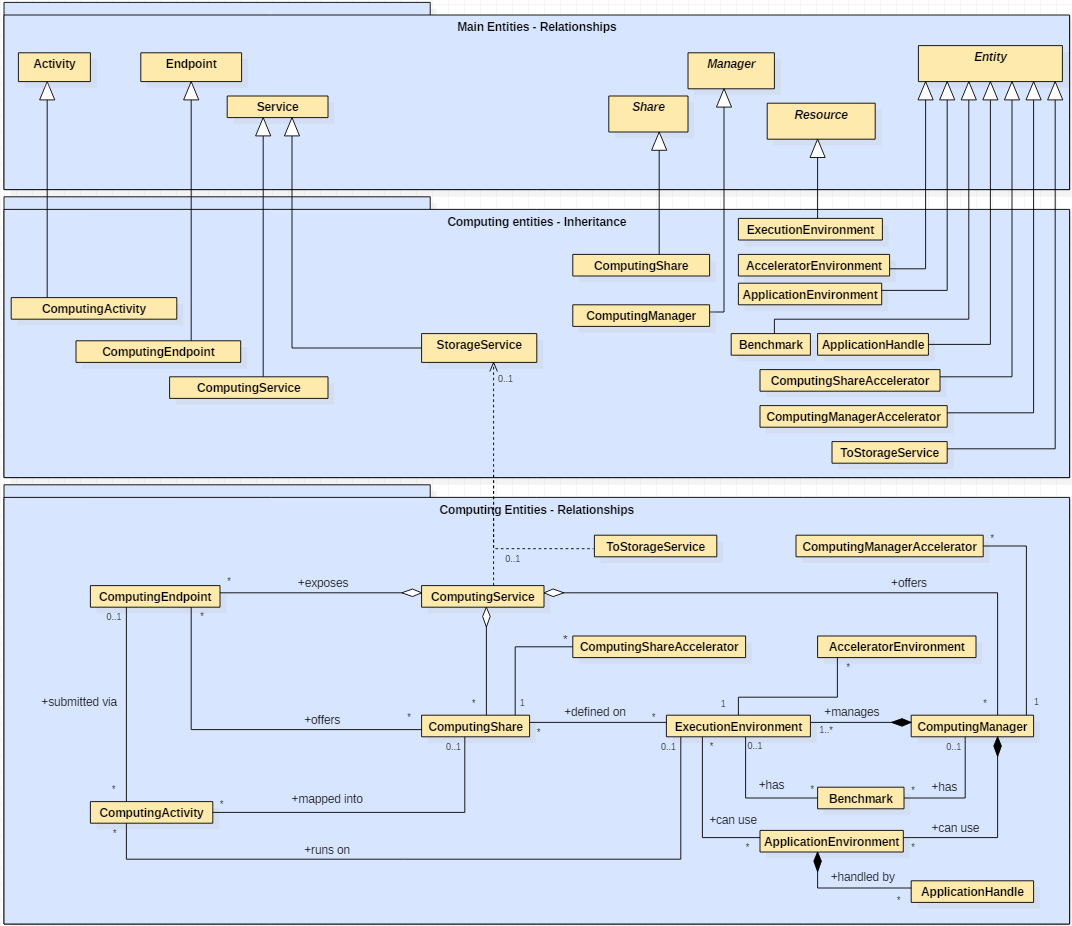 Main Entities - Relationships
Activity
Endpoint
Service
Share
Manager
Resource
Entity
Computing entities - Inheritance
ExecutionEnvironment
ComputingShare
AcceleratorEnvironment
ApplicationEnvironment
ComputingActivity
ComputingManager
ComputingEndpoint
StorageService
Benchmark
ApplicationHandle
0..1
ComputingService
ComputingShareAccelerator
ComputingManagerAccelerator
ToStorageService
Computing Entities - Relationships
ToStorageService
ComputingManagerAccelerator
*
0..1
*
+exposes
+offers
ComputingEndpoint
ComputingService
0..1
*
*
ComputingShareAccelerator
AcceleratorEnvironment
*
+submitted via
*
1
1
*
1
+offers
*
+defined on
*
+manages
ComputingShare
*
ExecutionEnvironment
1..*
ComputingManager
0..1
0..1
*
0..1
0..1
*
+mapped into
*
+has
*
Benchmark
*
+has
ComputingActivity
*
+can use
+can use
+runs on
*
ApplicationEnvironment
*
+handled by
*
ApplicationHandle